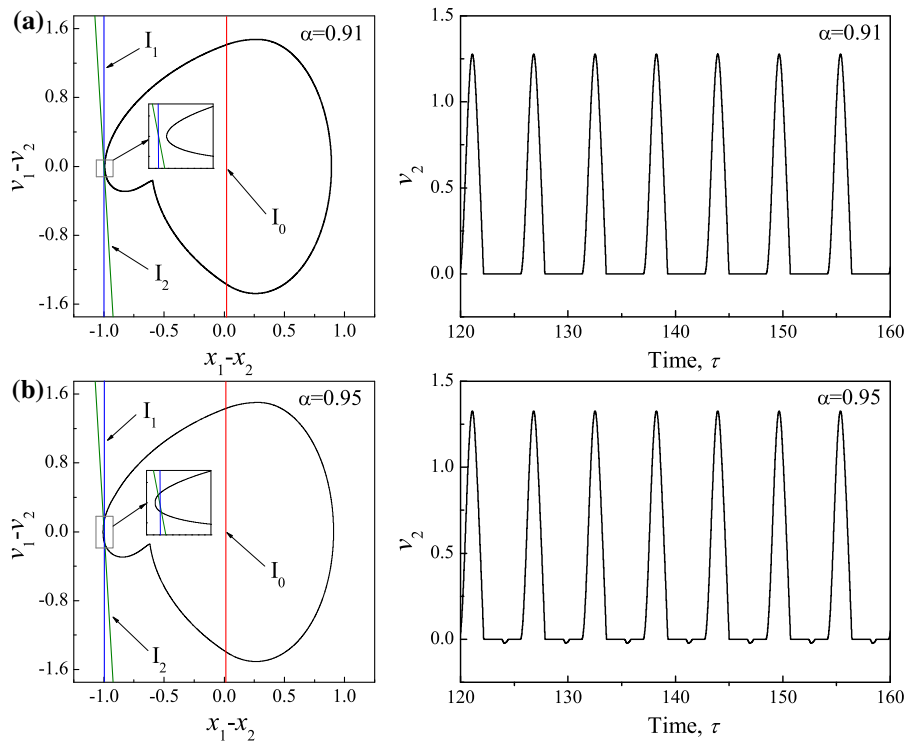 (a)
1.6
0.8
0.0
-0.8
-1.6
v₁-v₂
I₁
I₂
I₀
α=0.91
-1.0 -0.5 0.0 0.5 1.0
x₁-x₂
1.5
1.0
0.5
0.0
v₂
α=0.91
120 130 140 150 160
Time, τ
(b)
1.6
0.8
0.0
-0.8
-1.6
v₁-v₂
I₁
I₂
I₀
α=0.95
-1.0 -0.5 0.0 0.5 1.0
x₁-x₂
1.5
1.0
0.5
0.0
v₂
α=0.95
120 130 140 150 160
Time, τ